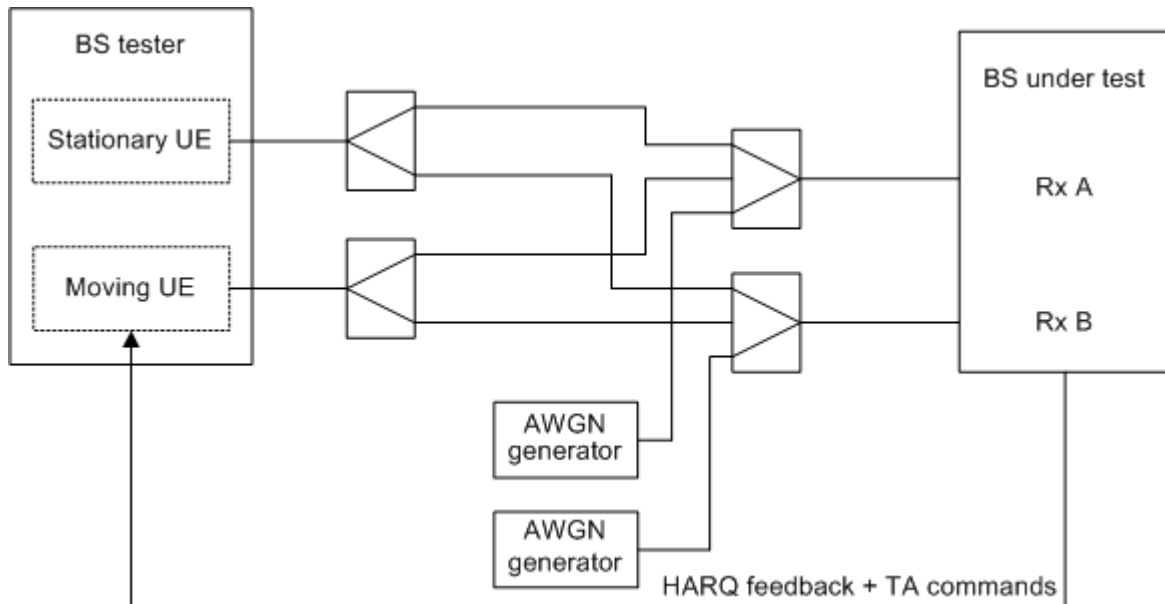 BS tester
Stationary UE
Moving UE
BS under test
Rx A
Rx B
AWGN
generator
AWGN
generator
HARQ feedback + TA commands